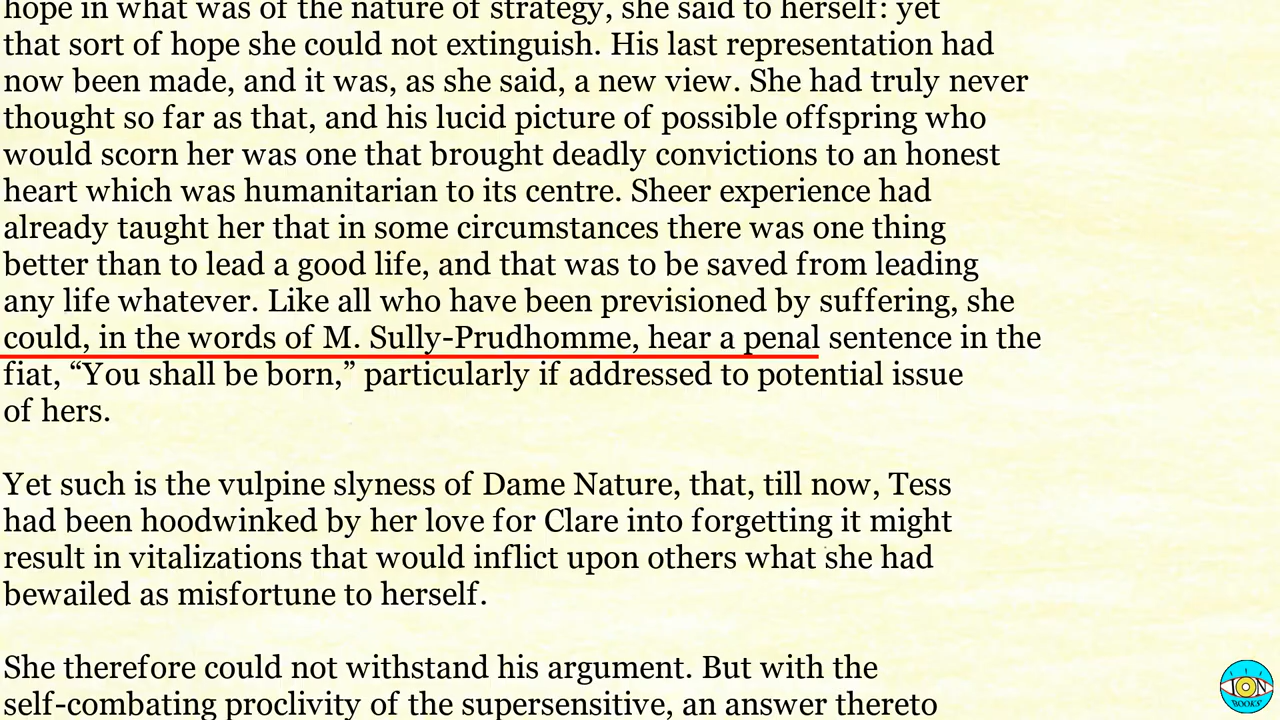 hope in what was of the nature of strategy, she said to herself: yet
that sort of hope she could not extinguish. His last representation had
now been made, and it was, as she said, a new view. She had truly never
thought so far as that, and his lucid picture of possible offspring who
would scorn her was one that brought deadly convictions to an honest
heart which was humanitarian to its centre. Sheer experience had
already taught her that in some circumstances there was one thing
better than to lead a good life, and that was to be saved from leading
any life whatever. Like all who have been previsioned by suffering, she
could, in the words of M. Sully-Prudhomme, hear a penal sentence in the
fiat, “You shall be born,” particularly if addressed to potential issue
of hers.
Yet such is the vulpine slyness of Dame Nature, that, till now, Tess
had been hoodwinked by her love for Clare into forgetting it might
result in vitalizations that would inflict upon others what she had
bewailed as misfortune to herself.
She therefore could not withstand his argument. But with the
self-combating proclivity of the supersensitive, an answer thereto
ION
BOOKS